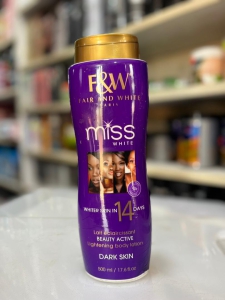 F&W
FAIR AND WHITE
PARIS
miss
WHITE
WHITER SKIN IN 14 DAYS
Lait éclaircissant
BEAUTY ACTIVE
Lightening body lotion
DARK SKIN
500 ml / 17.6 fl.oz